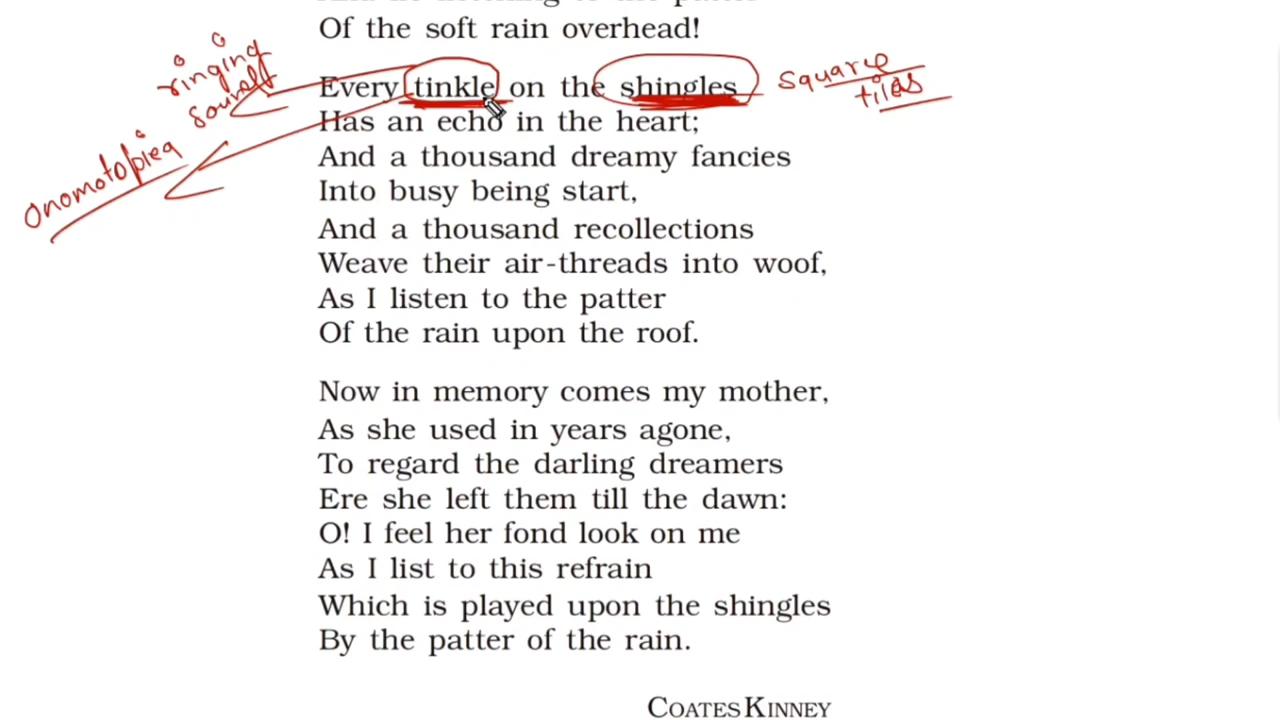 Of the soft rain overhead!
ringing
sound
Every tinkle on the shingles
square
tiles
Has an echo in the heart;
onomotopiea
And a thousand dreamy fancies
Into busy being start,
And a thousand recollections
Weave their air-threads into woof,
As I listen to the patter
Of the rain upon the roof.
Now in memory comes my mother,
As she used in years agone,
To regard the darling dreamers
Ere she left them till the dawn:
O! I feel her fond look on me
As I list to this refrain
Which is played upon the shingles
By the patter of the rain.
COATES KINNEY